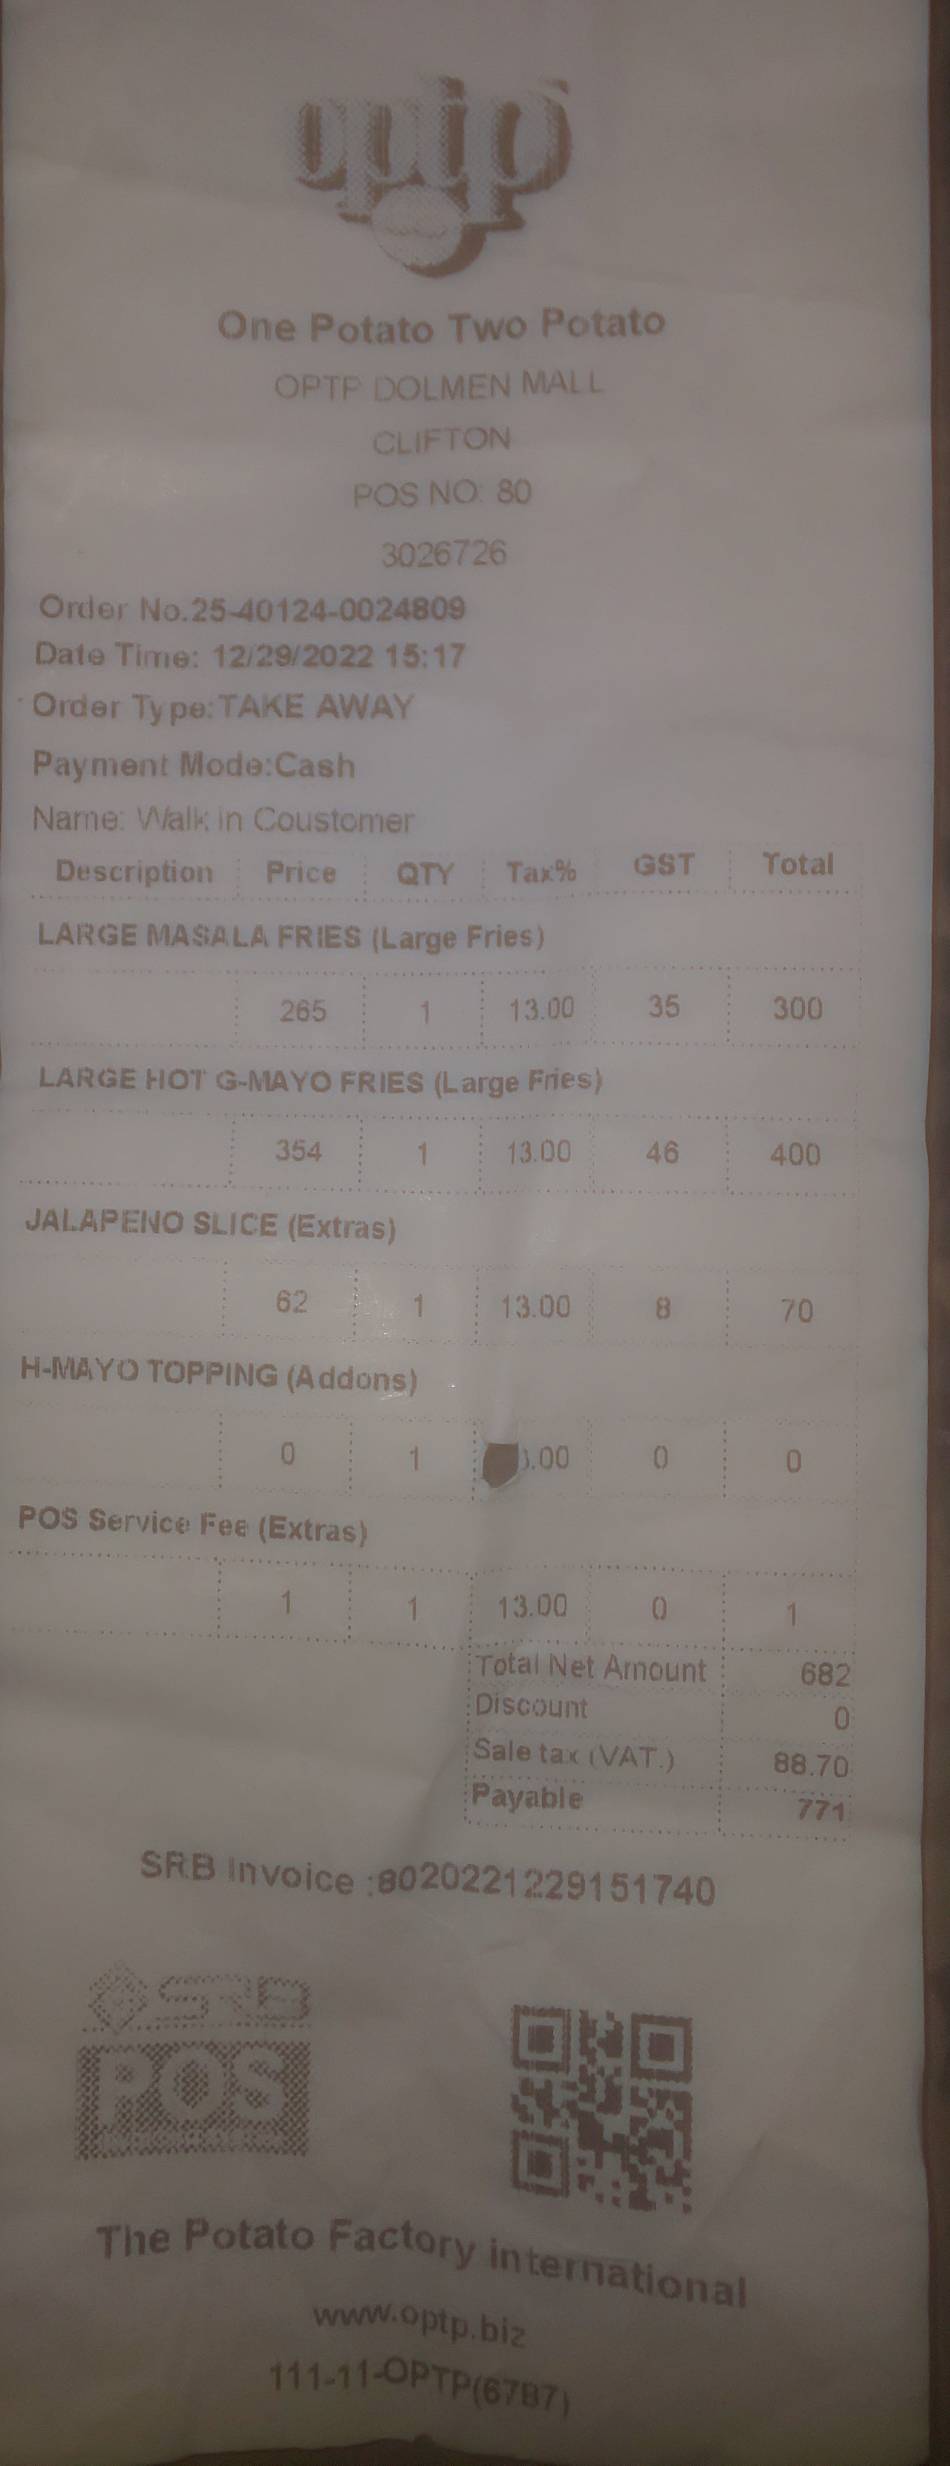 optp
One Potato Two Potato
OPTP DOLMEN MALL
CLIFTON
POS NO: 80
3026726
Order No.25-40124-0024809
Date Time: 12/29/2022 15:17
Order Type:TAKE AWAY
Payment Mode:Cash
Name: Walk in Coustomer
Description Price QTY Tax% GST Total
LARGE MASALA FRIES (Large Fries)
265 1 13.00 35 300
LARGE HOT G-MAYO FRIES (Large Fries)
354 1 13.00 46 400
JALAPENO SLICE (Extras)
62 1 13.00 8 70
H-MAYO TOPPING (Addons)
0 1 .00 0 0
POS Service Fee (Extras)
1 1 13.00 0 1
Total Net Amount 682
Discount 0
Sale tax (VAT.) 88.70
Payable 771
SRB Invoice :8020221229151740
SRB
POS
The Potato Factory international
www.optp.biz
111-11-OPTP(6787)